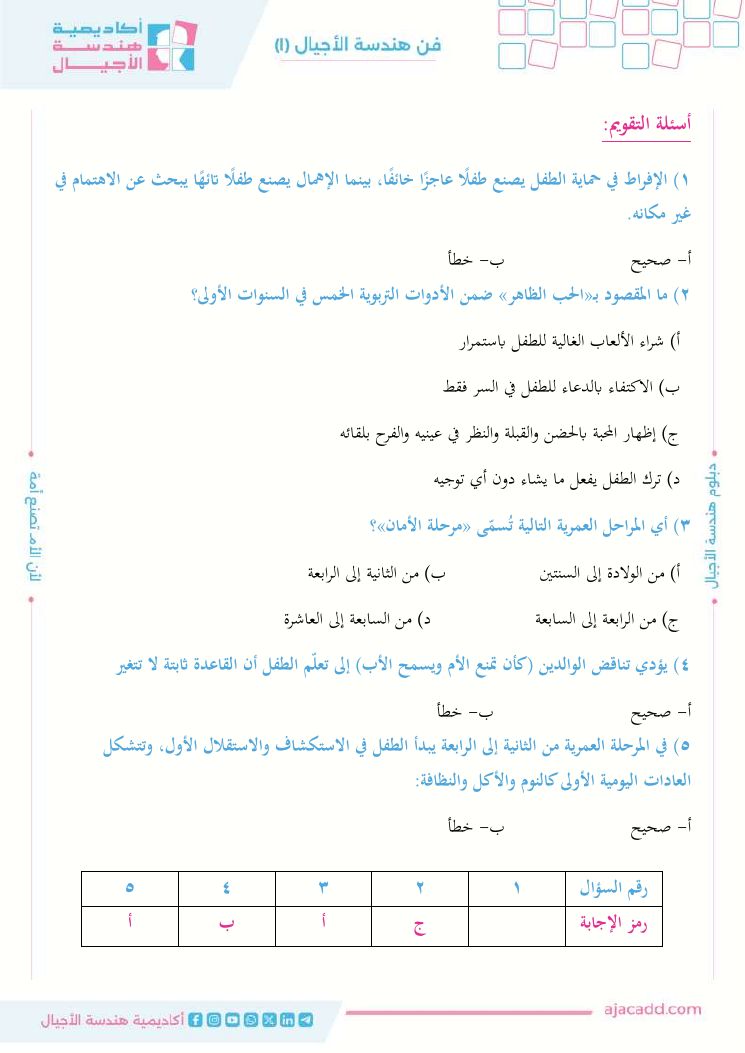 أكاديمية
هندسة
الأجيال
فن هندسة الأجيال (١)
أسئلة التقويم:
١) الإفراط في حماية الطفل يصنع طفلًا عاجزًا خائفًا، بينما الإهمال يصنع طفلًا تائهًا يبحث عن الاهتمام في
غير مكانه.
أ- صحيح ب- خطأ
٢) ما المقصود بـ«الحب الظاهر» ضمن الأدوات التربوية الخمس في السنوات الأولى؟
أ) شراء الألعاب الغالية للطفل باستمرار
ب) الاكتفاء بالدعاء للطفل في السر فقط
ج) إظهار المحبة بالحضن والقبلة والنظر في عينيه والفرح بلقائه
د) ترك الطفل يفعل ما يشاء دون أي توجيه
٣) أي المراحل العمرية التالية تُسمّى «مرحلة الأمان»؟
أ) من الولادة إلى السنتين ب) من الثانية إلى الرابعة
ج) من الرابعة إلى السابعة د) من السابعة إلى العاشرة
٤) يؤدي تناقض الوالدين (كأن تمنع الأم ويسمح الأب) إلى تعلّم الطفل أن القاعدة ثابتة لا تتغير
أ- صحيح ب- خطأ
٥) في المرحلة العمرية من الثانية إلى الرابعة يبدأ الطفل في الاستكشاف والاستقلال الأول، وتتشكل
العادات اليومية الأولى كالنوم والأكل والنظافة:
أ- صحيح ب- خطأ
رقم السؤال ١ ٢ ٣ ٤ ٥
رمز الإجابة ج أ ب أ
دبلوم هندسة الأجيال
لأن الأم تصنع أمة
ajacadd.com
أكاديمية هندسة الأجيال